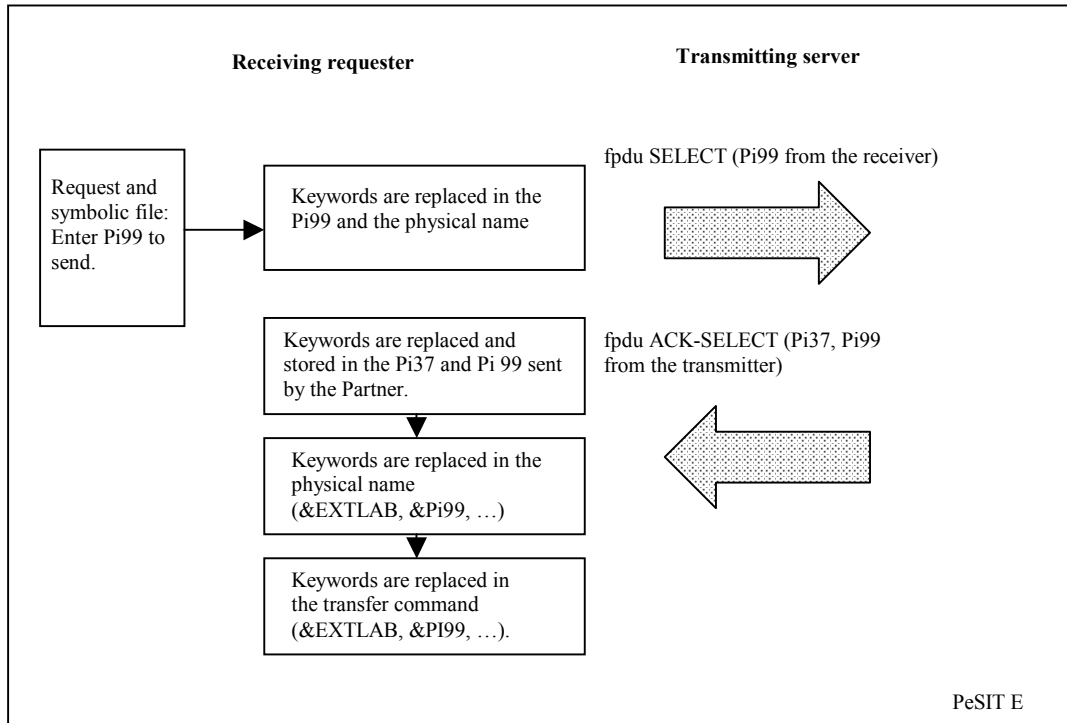 Receiving requester
Transmitting server
Request and
symbolic file:
Enter Pi99 to
send.
Keywords are replaced in the
Pi99 and the physical name
fpdu SELECT (Pi99 from the receiver)
Keywords are replaced and
stored in the Pi37 and Pi 99 sent
by the Partner.
fpdu ACK-SELECT (Pi37, Pi99
from the transmitter)
Keywords are replaced in the
physical name
(&EXTLAB, &Pi99, …)
Keywords are replaced in
the transfer command
(&EXTLAB, &PI99, …).
PeSIT E